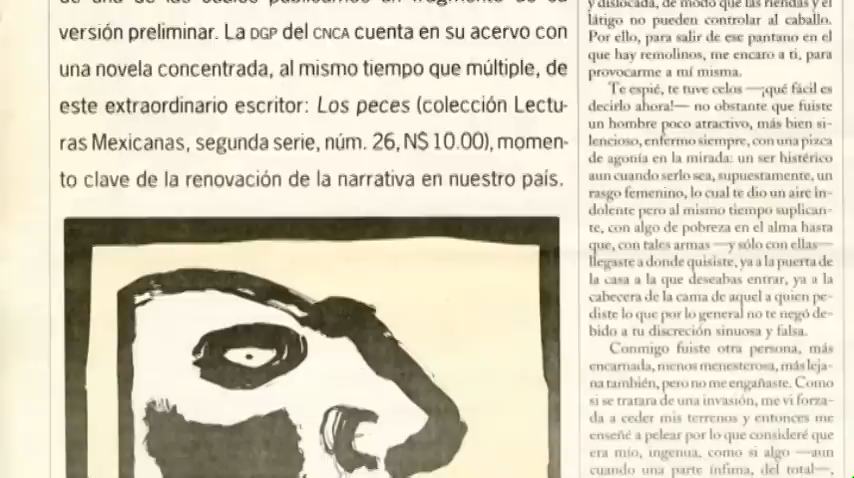 de una de las cuales publicamos un fragmento de su
versión preliminar. La DGP del CNCA cuenta en su acervo con
una novela concentrada, al mismo tiempo que múltiple, de
este extraordinario escritor: Los peces (colección Lectu-
ras Mexicanas, segunda serie, núm. 26, N$ 10.00), momen-
to clave de la renovación de la narrativa en nuestro país.
y dislocada, de modo que las riendas y el
látigo no pueden controlar al caballo.
Por ello, para salir de ese pantano en el
que hay remolinos, me encaro a ti, para
provocarme a mí misma.
Te espié, te tuve celos —¡qué fácil es
decirlo ahora!— no obstante que fuiste
un hombre poco atractivo, más bien si-
lencioso, enfermo siempre, con una pizca
de agonía en la mirada: un ser histérico
aun cuando serlo sea, supuestamente, un
rasgo femenino, lo cual te dio un aire in-
dolente pero al mismo tiempo suplican-
te, con algo de pobreza en el alma hasta
que, con tales armas —y sólo con ellas—
llegaste a donde quisiste, ya a la puerta de
la casa a la que deseabas entrar, ya a la
cabecera de la cama de aquel a quien pe-
diste lo que por lo general no te negó de-
bido a tu discreción sinuosa y falsa.
Conmigo fuiste otra persona, más
encarnada, menos menesterosa, más leja-
na también, pero no me engañaste. Como
si se tratara de una invasión, me vi forza-
da a ceder mis terrenos y entonces me
enseñé a pelear por lo que consideré que
era mío, ingenua, como si algo —aun
cuando una parte ínfima, del total—,